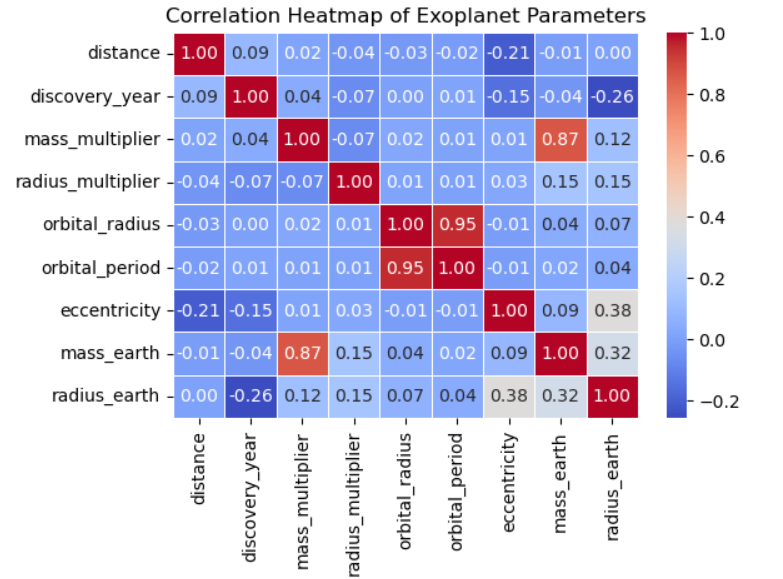 Correlation Heatmap of Exoplanet Parameters
distance 1.00 0.09 0.02 -0.04 -0.03 -0.02 -0.21 -0.01 0.00
discovery_year 0.09 1.00 0.04 -0.07 0.00 0.01 -0.15 -0.04 -0.26
mass_multiplier 0.02 0.04 1.00 -0.07 0.02 0.01 0.01 0.87 0.12
radius_multiplier -0.04 -0.07 -0.07 1.00 0.01 0.01 0.03 0.15 0.15
orbital_radius -0.03 0.00 0.02 0.01 1.00 0.95 -0.01 0.04 0.07
orbital_period -0.02 0.01 0.01 0.01 0.95 1.00 -0.01 0.02 0.04
eccentricity -0.21 -0.15 0.01 0.03 -0.01 -0.01 1.00 0.09 0.38
mass_earth -0.01 -0.04 0.87 0.15 0.04 0.02 0.09 1.00 0.32
radius_earth 0.00 -0.26 0.12 0.15 0.07 0.04 0.38 0.32 1.00
distance
discovery_year
mass_multiplier
radius_multiplier
orbital_radius
orbital_period
eccentricity
mass_earth
radius_earth
1.0
0.8
0.6
0.4
0.2
0.0
−0.2